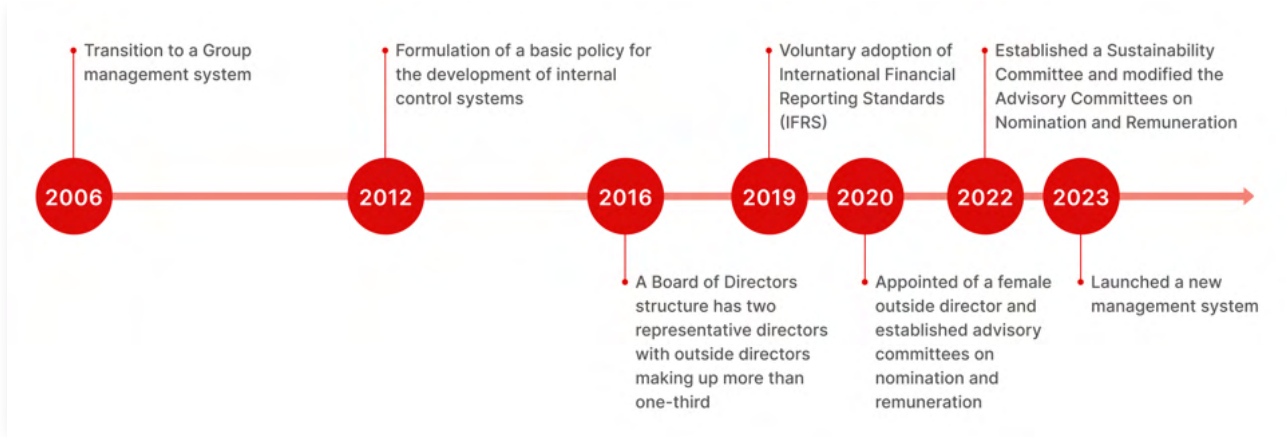 Transition to a Group
management system
Formulation of a basic policy for
the development of internal
control systems
Voluntary adoption of
International Financial
Reporting Standards
(IFRS)
Established a Sustainability
Committee and modified the
Advisory Committees on
Nomination and Remuneration
2006
2012
2016
2019
2020
2022
2023
A Board of Directors
structure has two
representative directors
with outside directors
making up more than
one-third
Appointed of a female
outside director and
established advisory
committees on
nomination and
remuneration
Launched a new
management system